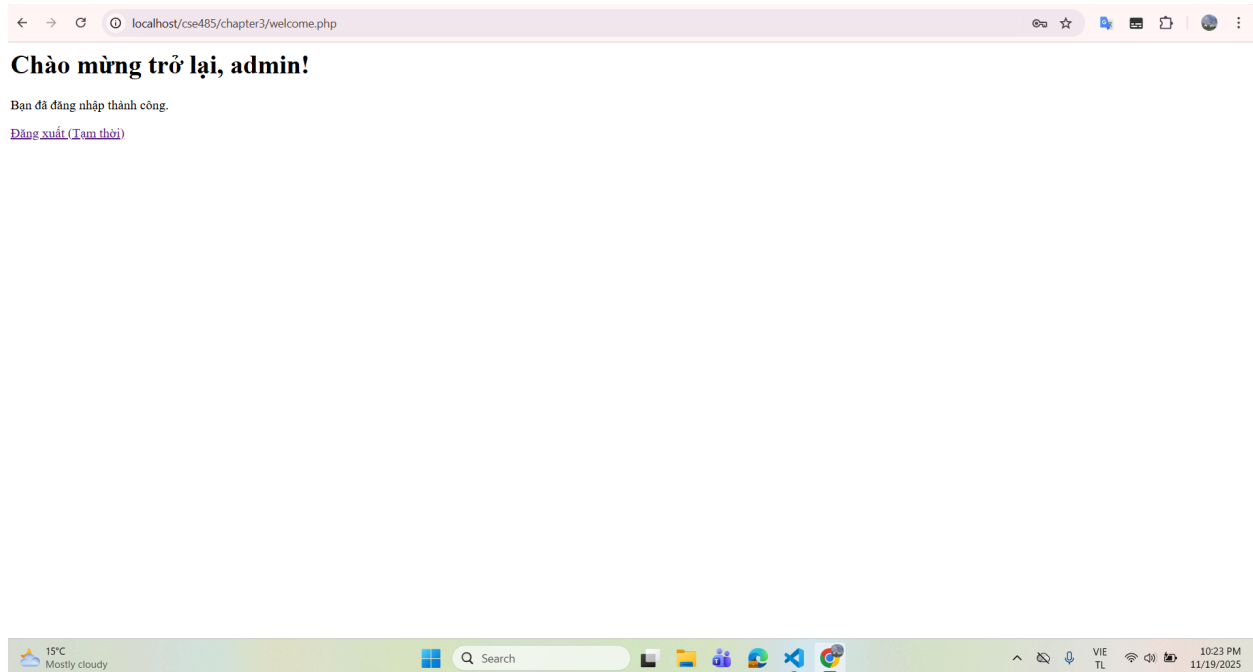 localhost/cse485/chapter3/welcome.php
Chào mừng trở lại, admin!
Bạn đã đăng nhập thành công.
Đăng xuất (Tạm thời)
15°C
Mostly cloudy
Search
VIE
TL
10:23 PM
11/19/2025